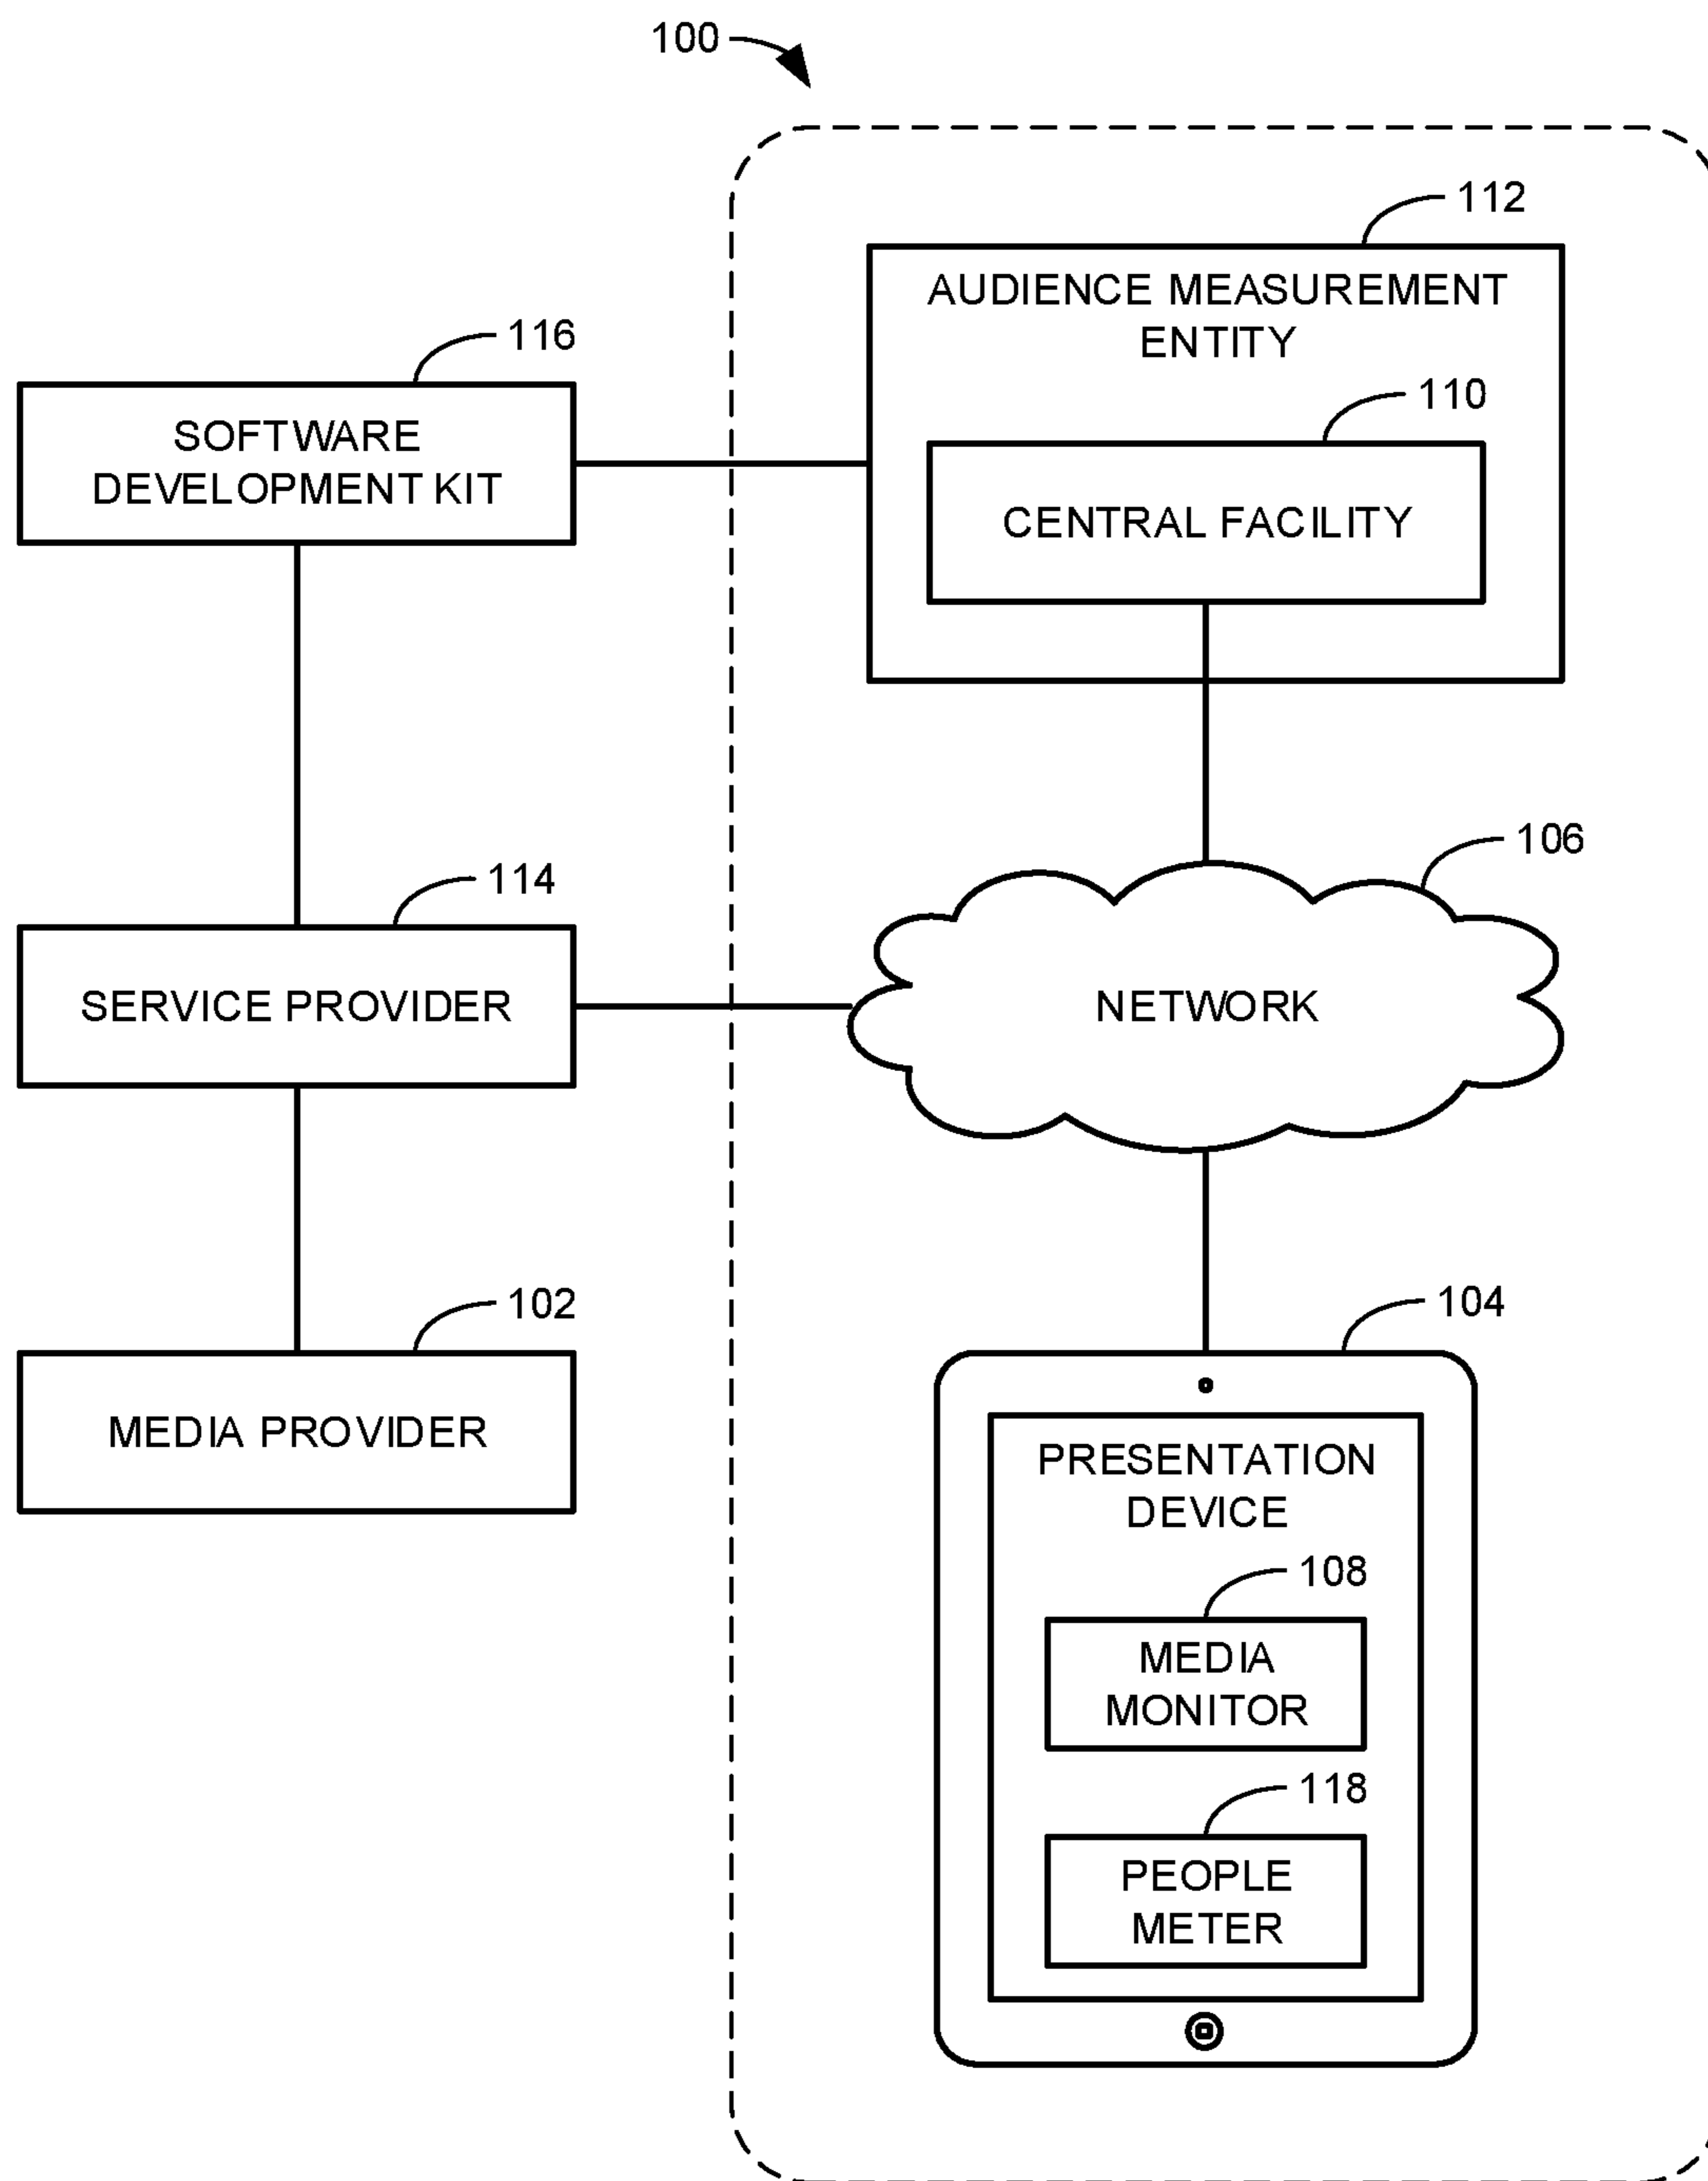 100
112
AUDIENCE MEASUREMENT
ENTITY
116
110
SOFTWARE
DEVELOPMENT KIT
CENTRAL FACILITY
106
114
SERVICE PROVIDER
NETWORK
102
104
MEDIA PROVIDER
PRESENTATION
DEVICE
108
MEDIA
MONITOR
118
PEOPLE
METER